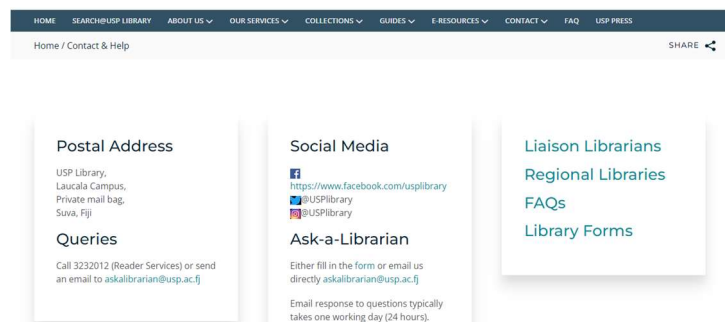 HOME SEARCH@USP LIBRARY ABOUT US OUR SERVICES COLLECTIONS GUIDES E-RESOURCES CONTACT FAQ USP PRESS
Home / Contact & Help
SHARE
Postal Address
USP Library,
Laucala Campus,
Private mail bag,
Suva, Fiji
Queries
Call 3232012 (Reader Services) or send
an email to askalibrarian@usp.ac.fj
Social Media
https://www.facebook.com/usplibrary
@USPlibrary
@USPlibrary
Ask-a-Librarian
Either fill in the form or email us
directly askalibrarian@usp.ac.fj
Email response to questions typically
takes one working day (24 hours).
Liaison Librarians
Regional Libraries
FAQs
Library Forms